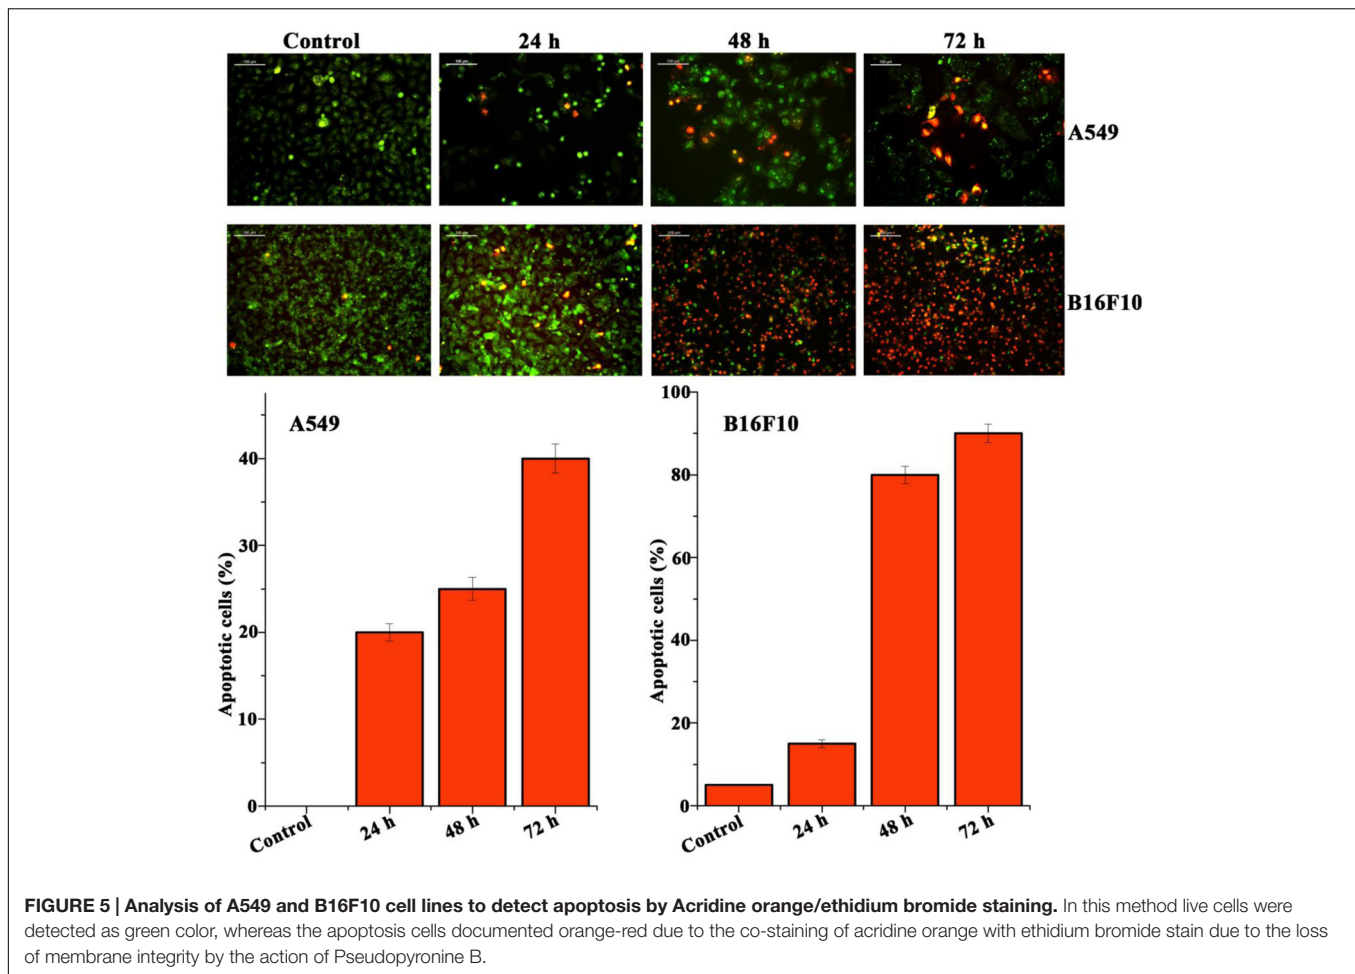 Control 24 h 48 h 72 h
100 µm
A549
B16F10
A549
Apoptotic cells (%)
40
30
20
10
0
Control 24 h 48 h 72 h
B16F10
Apoptotic cells (%)
100
80
60
40
20
0
Control 24 h 48 h 72 h
FIGURE 5 | Analysis of A549 and B16F10 cell lines to detect apoptosis by Acridine orange/ethidium bromide staining. In this method live cells were
detected as green color, whereas the apoptosis cells documented orange-red due to the co-staining of acridine orange with ethidium bromide stain due to the loss
of membrane integrity by the action of Pseudopyronine B.